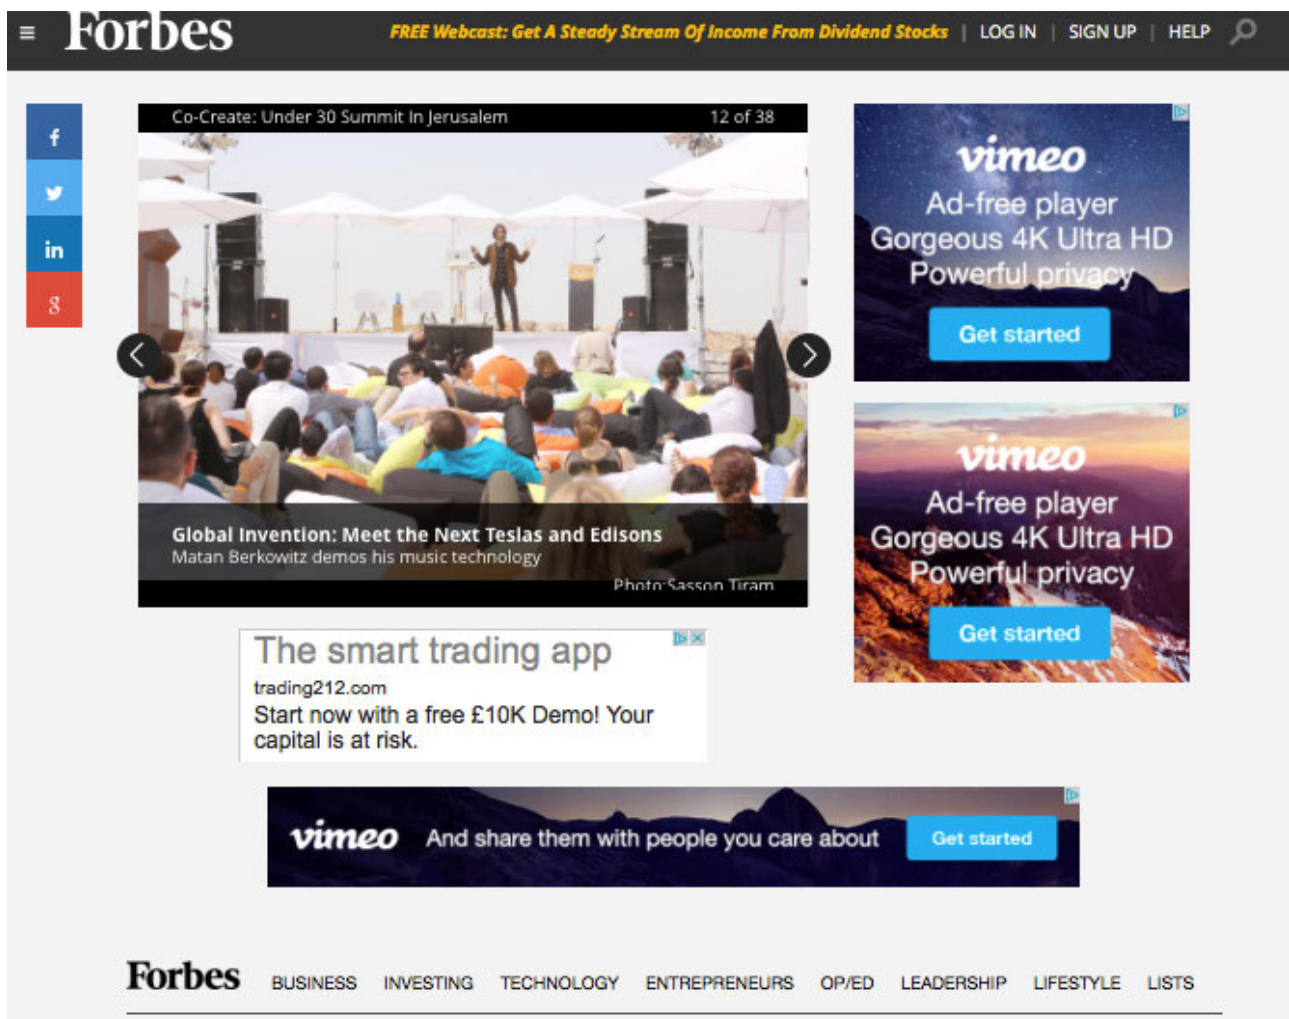 Forbes
FREE Webcast: Get A Steady Stream Of Income From Dividend Stocks | LOG IN | SIGN UP | HELP
f
in
g
Co-Create: Under 30 Summit In Jerusalem 12 of 38
Global Invention: Meet the Next Teslas and Edisons
Matan Berkowitz demos his music technology
Photo:Sasson Tiram
vimeo
Ad-free player
Gorgeous 4K Ultra HD
Powerful privacy
Get started
vimeo
Ad-free player
Gorgeous 4K Ultra HD
Powerful privacy
Get started
The smart trading app
trading212.com
Start now with a free £10K Demo! Your
capital is at risk.
vimeo And share them with people you care about Get started
Forbes BUSINESS INVESTING TECHNOLOGY ENTREPRENEURS OP/ED LEADERSHIP LIFESTYLE LISTS